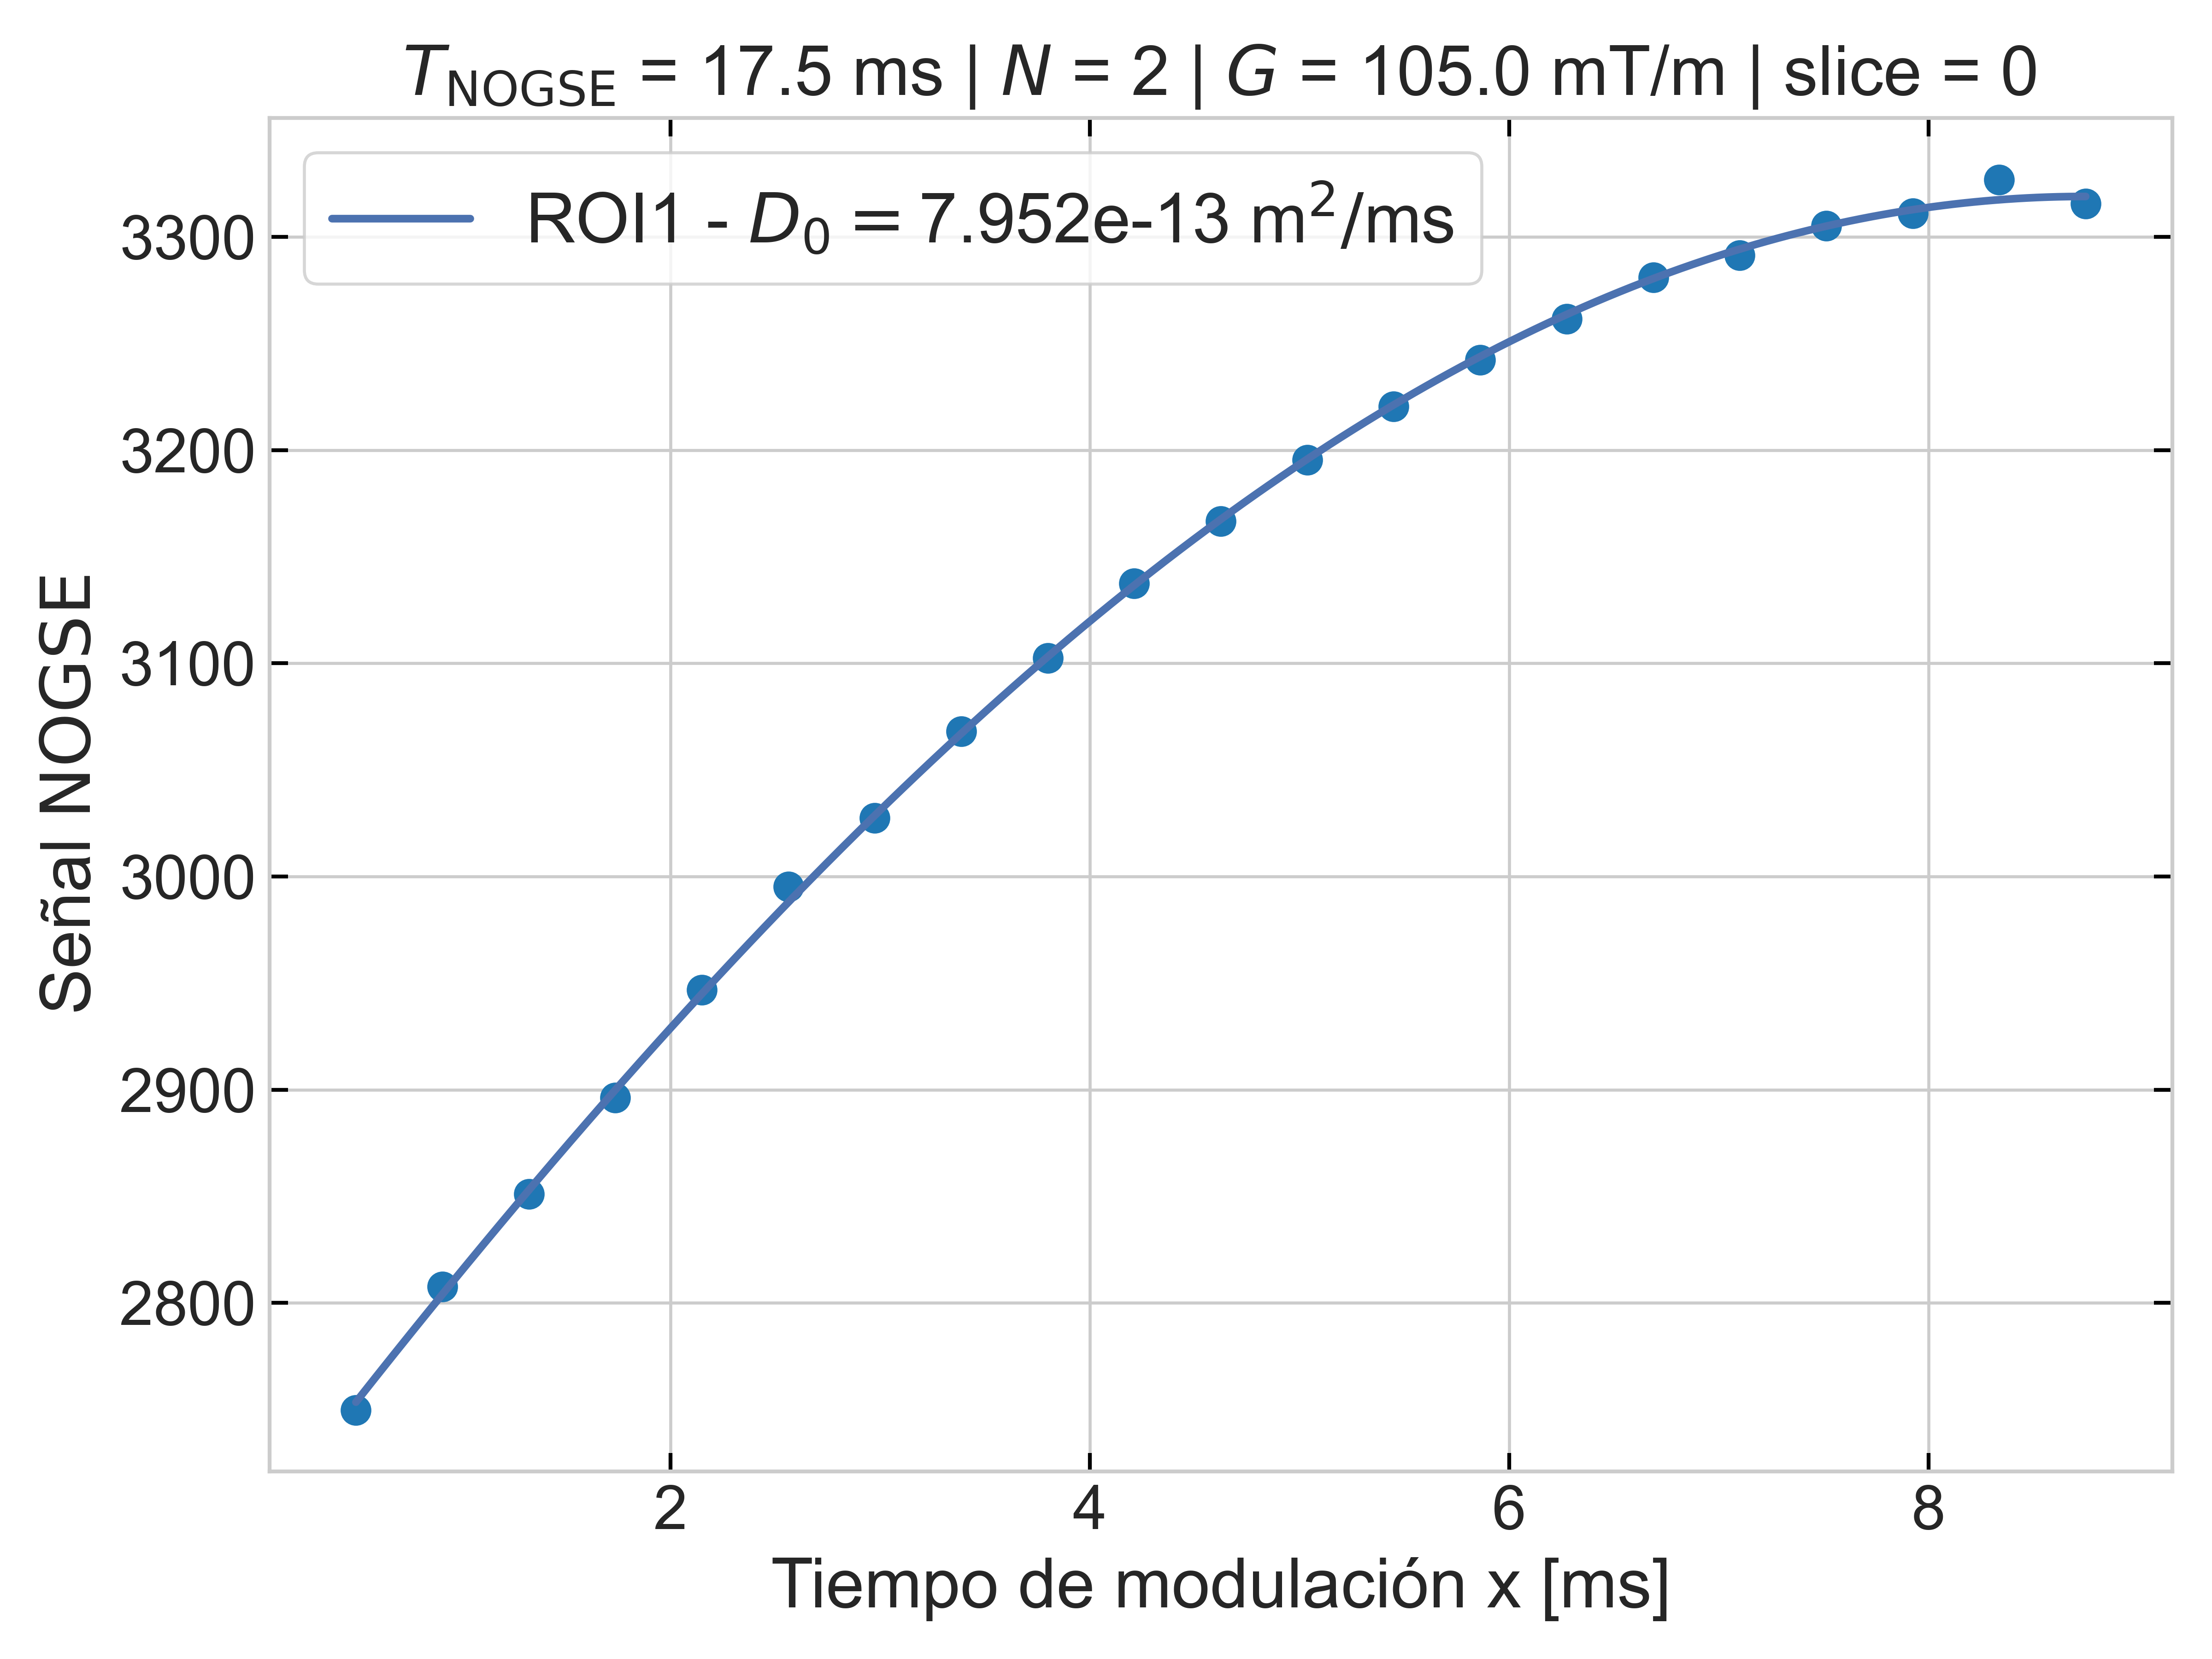 T_NOGSE = 17.5 ms | N = 2 | G = 105.0 mT/m | slice = 0
ROI1 - D₀ = 7.952e-13 m²/ms
3300
3200
3100
3000
2900
2800
Señal NOGSE
2 4 6 8
Tiempo de modulación x [ms]